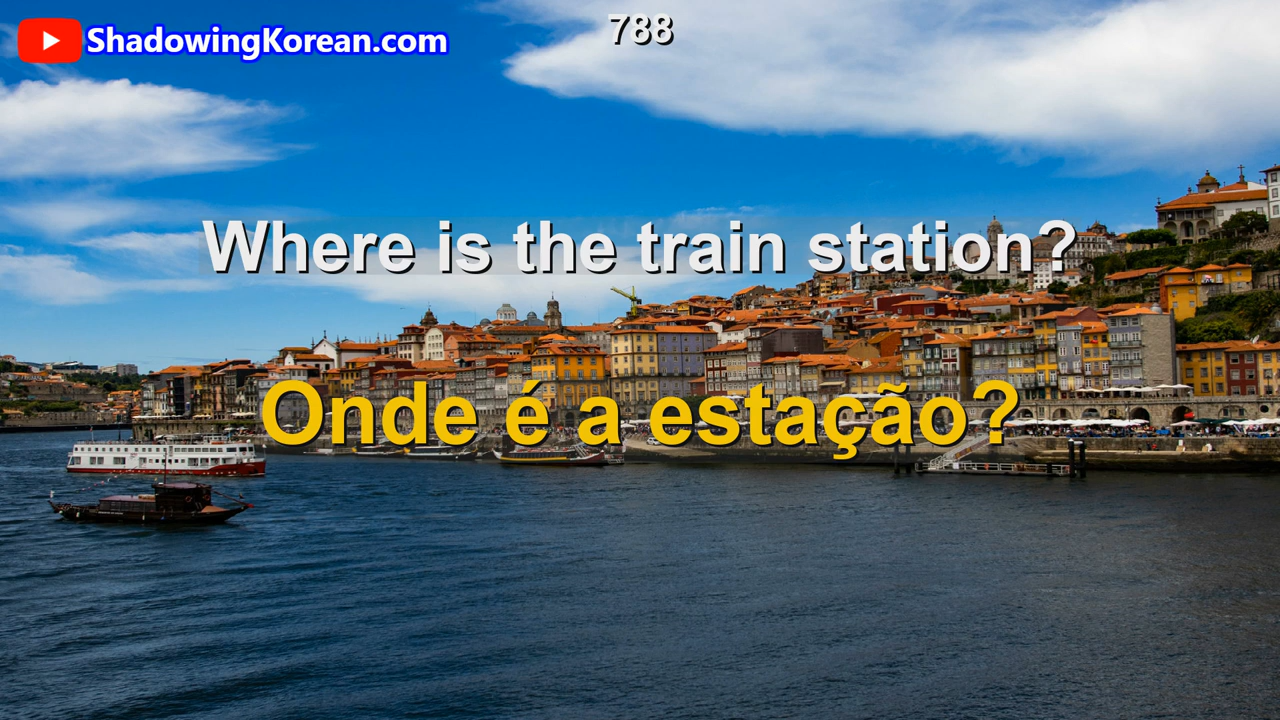 ShadowingKorean.com
788
Where is the train station?
Onde é a estação?